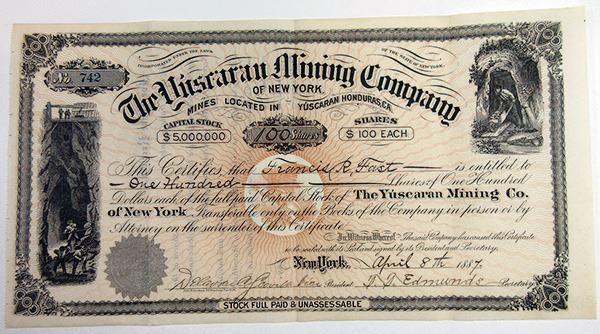 INCORPORATED UNDER THE LAWS OF THE STATE OF NEW YORK.
No. 742
The Yúscaran Mining Company
OF NEW YORK.
MINES LOCATED IN YÚSCARAN HONDURAS, C.A.
CAPITAL STOCK
$5,000,000
100 Shares
SHARES
$100 EACH
This Certifies, that Francis R. Fast is entitled to
One Hundred Shares of One Hundred
Dollars each of the full paid Capital Stock of The Yúscaran Mining Co.
of New York. Transferable only on the Books of the Company in person or by
Attorney on the surrender of this Certificate.
In Witness Whereof The said Company has caused this Certificate
to be sealed with its Seal and signed by its President and Secretary.
New York, April 8th 1887.
President
Edmunds Secretary
STOCK FULL PAID & UNASSESSABLE